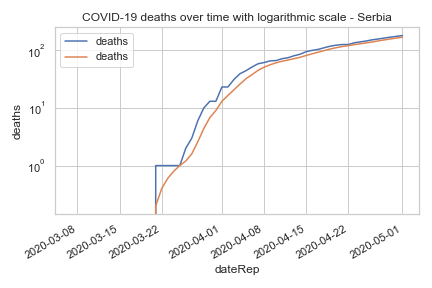 COVID-19 deaths over time with logarithmic scale - Serbia
deaths
deaths
deaths
10²
10¹
10⁰
2020-03-08
2020-03-15
2020-03-22
2020-04-01
2020-04-08
2020-04-15
2020-04-22
2020-05-01
dateRep